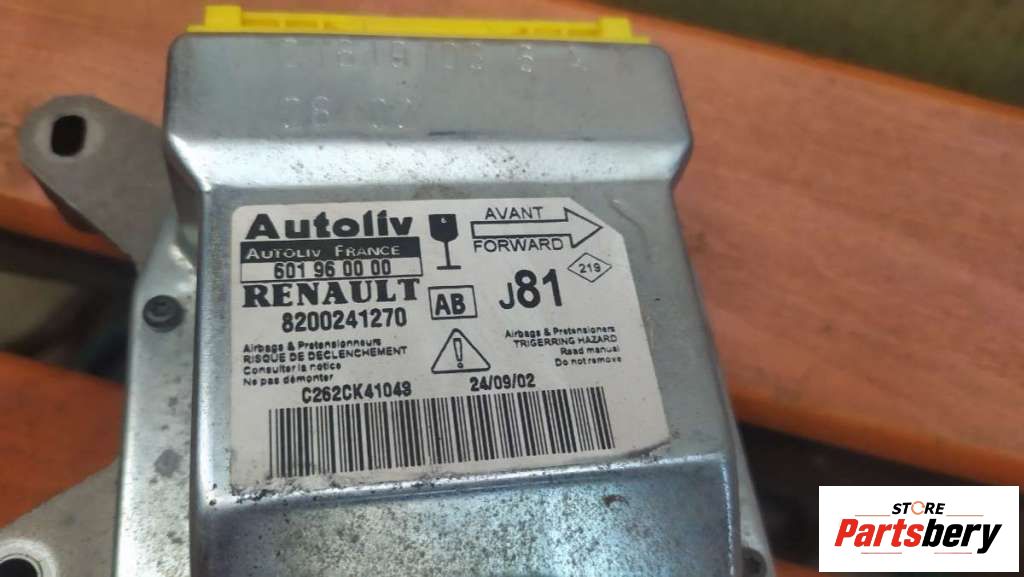 Autoliv
AUTOLIV FRANCE
601 96 00 00
RENAULT
8200241270
AVANT
FORWARD
AB
J81
219
Airbags & Pretensionneurs
RISQUE DE DECLENCHEMENT
Consulter la notice
Ne pas démonter
Airbags & Pretensioners
TRIGERRING HAZARD
Read manual
Do not remove
C262CK41043
24/09/02
STORE
Partsbery